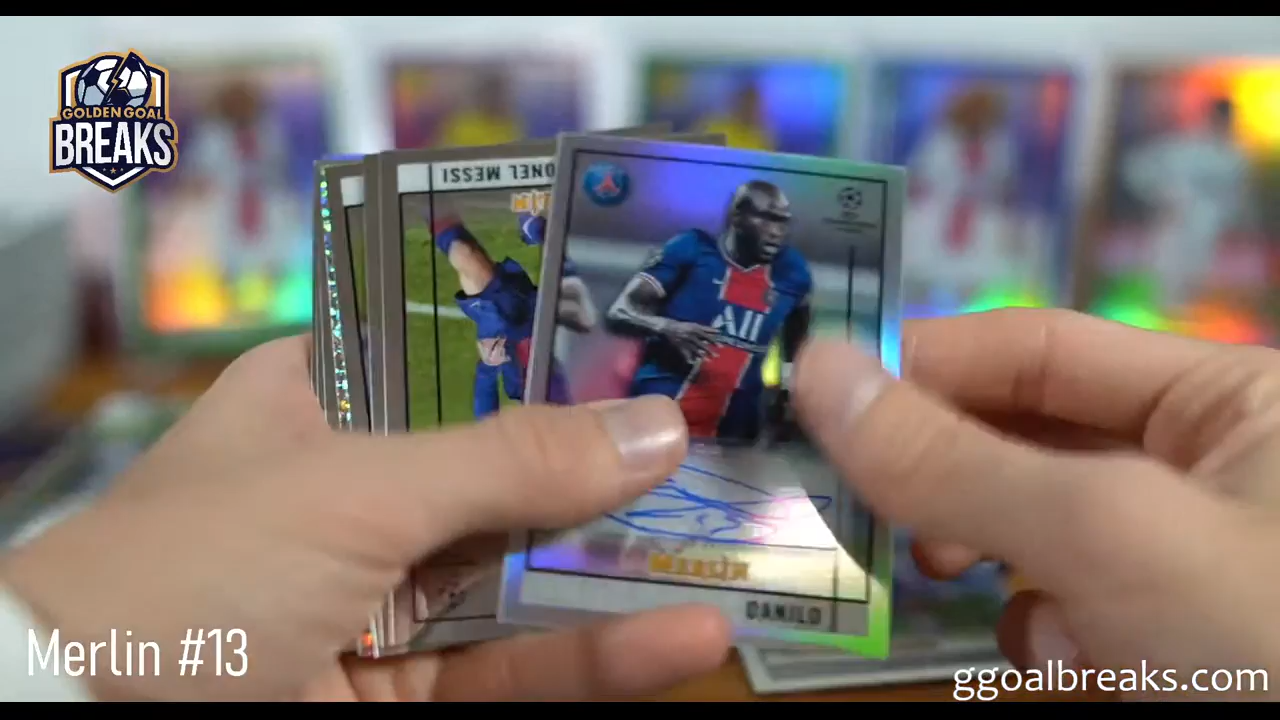 GOLDEN GOAL
BREAKS
ONEL MESSI
MERLIN
DANILO
Merlin #13
ggoalbreaks.com